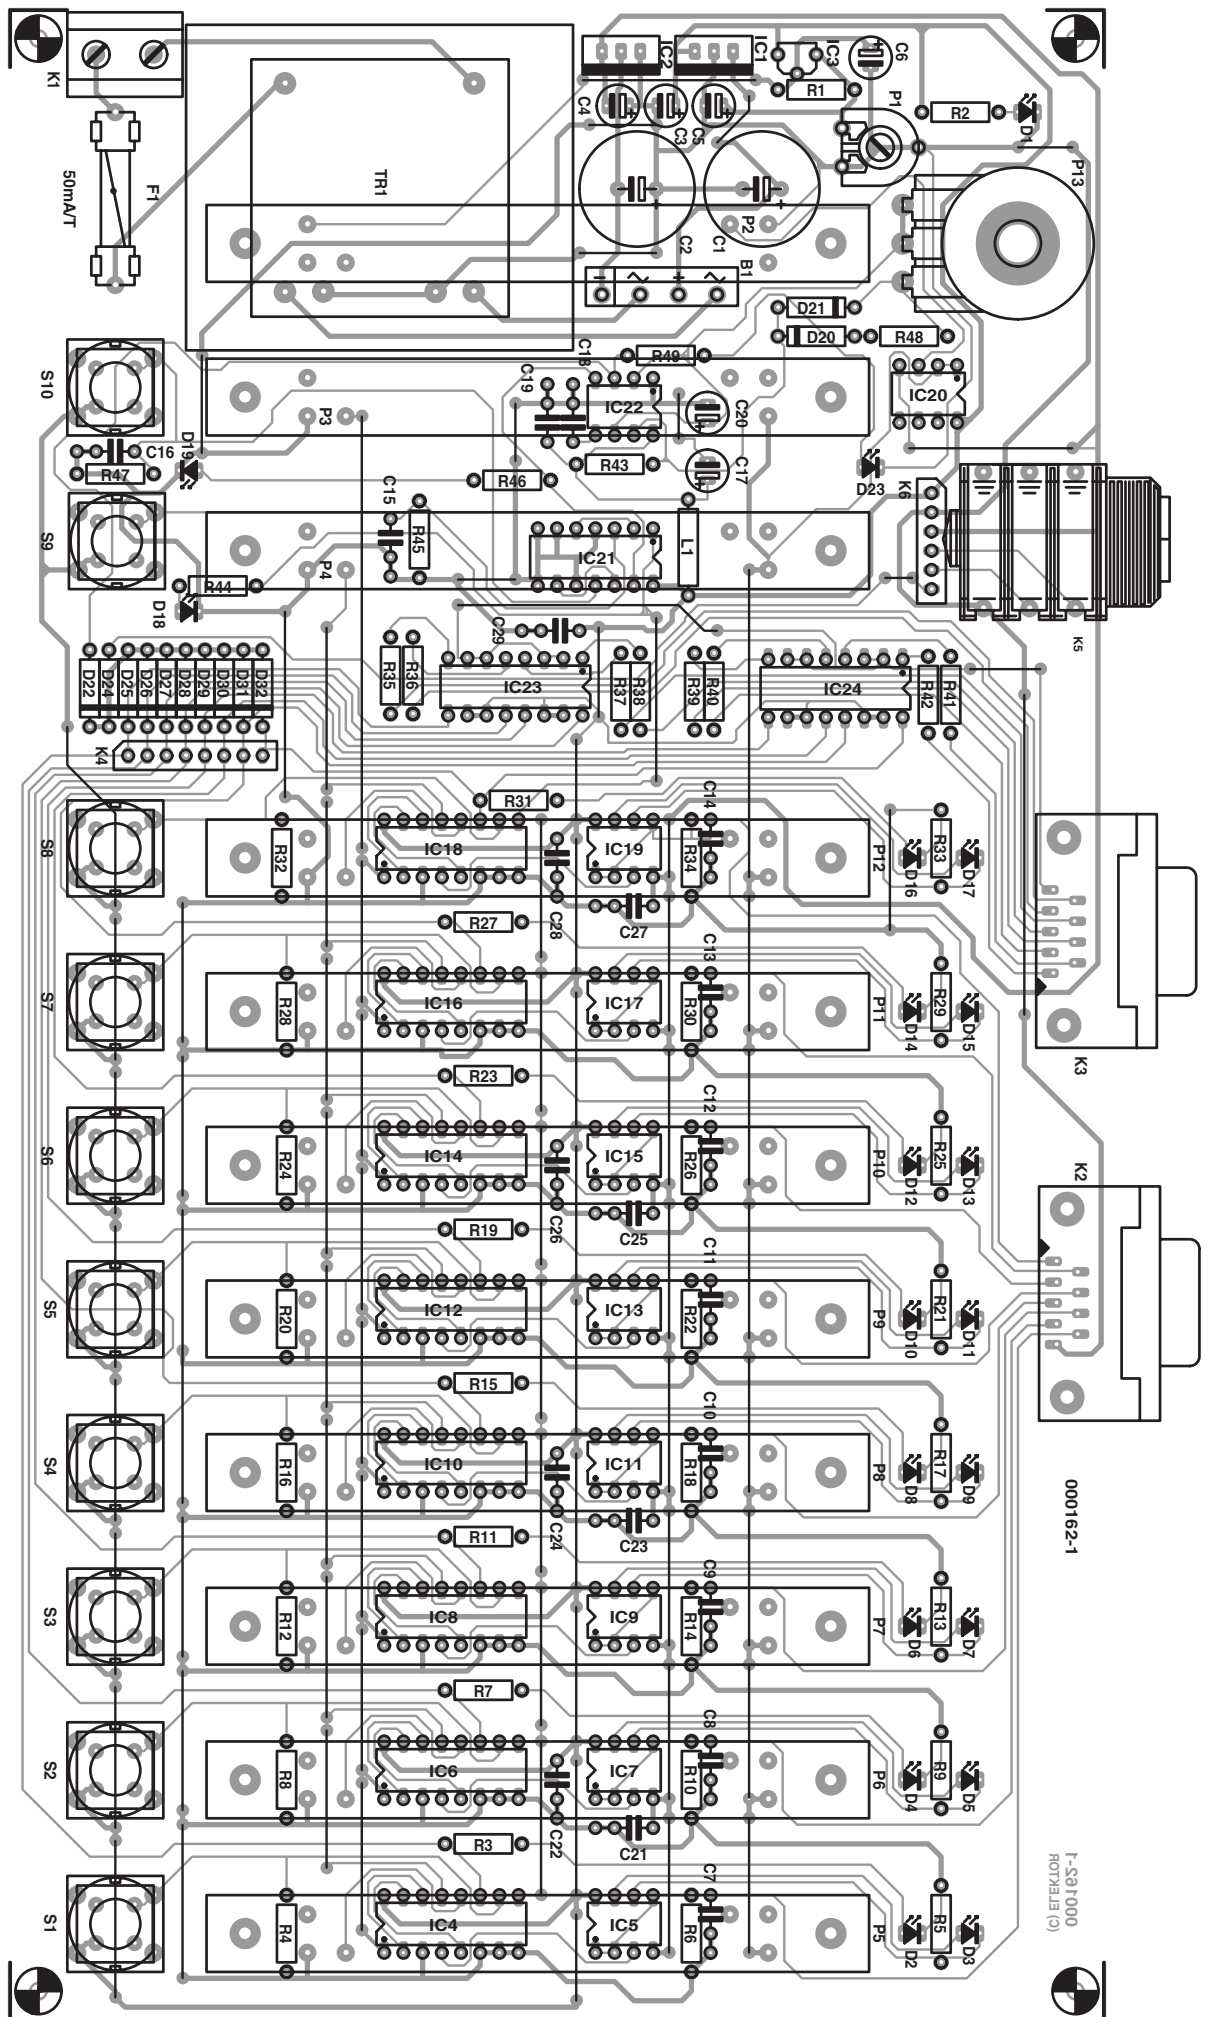 K1
F1
50mA/T
TR1
IC2
IC1
IC3
C6
R1
P1
R2
D1
P13
C4
C3
C5
P2
C2
C1
B1
D21
D20
R48
S10
C18
C19
R49
IC22
C20
IC20
P3
D19
C16
R47
R46
R43
C17
D23
K6
C15
R45
IC21
L1
S9
P4
R44
D18
C29
K5
D22
D24
D25
D26
D27
D28
D29
D30
D31
D32
R35
R36
IC23
R37
R38
R39
R40
IC24
R42
R41
K4
R31
C14
S8
R32
IC18
IC19
R34
P12
D16
R33
D17
R27
C28
C27
C13
S7
R28
IC16
IC17
R30
P11
D14
R29
D15
K3
R23
C12
S6
R24
IC14
IC15
R26
P10
D12
R25
D13
K2
R19
C26
C25
C11
S5
R20
IC12
IC13
R22
P9
D10
R21
D11
R15
C10
S4
R16
IC10
IC11
R18
P8
D8
R17
D9
000162-1
R11
C24
C23
C9
S3
R12
IC8
IC9
R14
P7
D6
R13
D7
R7
C8
S2
R8
IC6
IC7
R10
P6
D4
R9
D5
R3
C22
C21
C7
000162-1
(C) ELEKTOR
S1
R4
IC4
IC5
R6
P5
D2
R5
D3